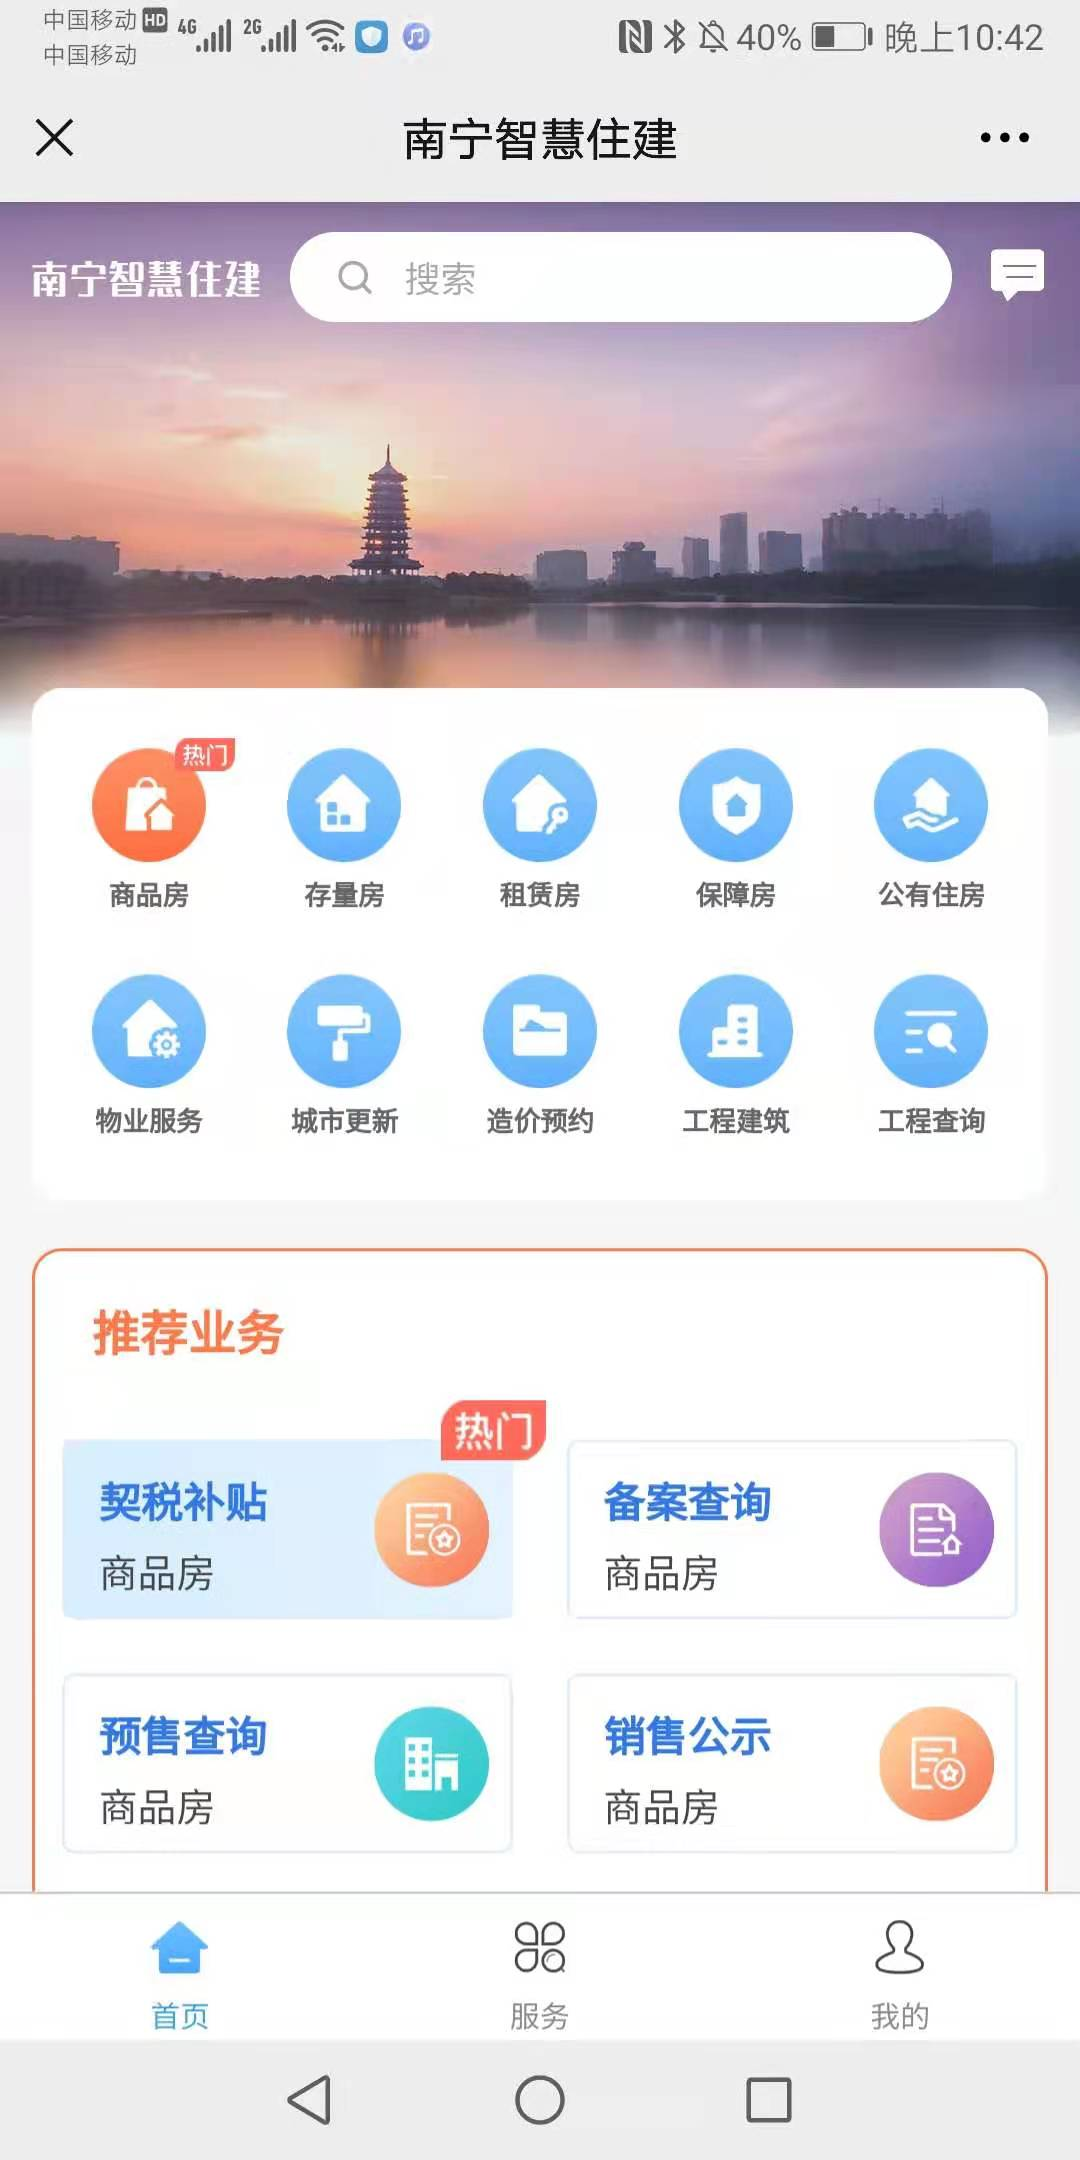 中国移动 HD 4G 2G 40% 晚上10:42
中国移动
南宁智慧住建
南宁智慧住建 搜索
热门
商品房 存量房 租赁房 保障房 公有住房
物业服务 城市更新 造价预约 工程建筑 工程查询
推荐业务
热门
契税补贴 备案查询
商品房 商品房
预售查询 销售公示
商品房 商品房
首页 服务 我的